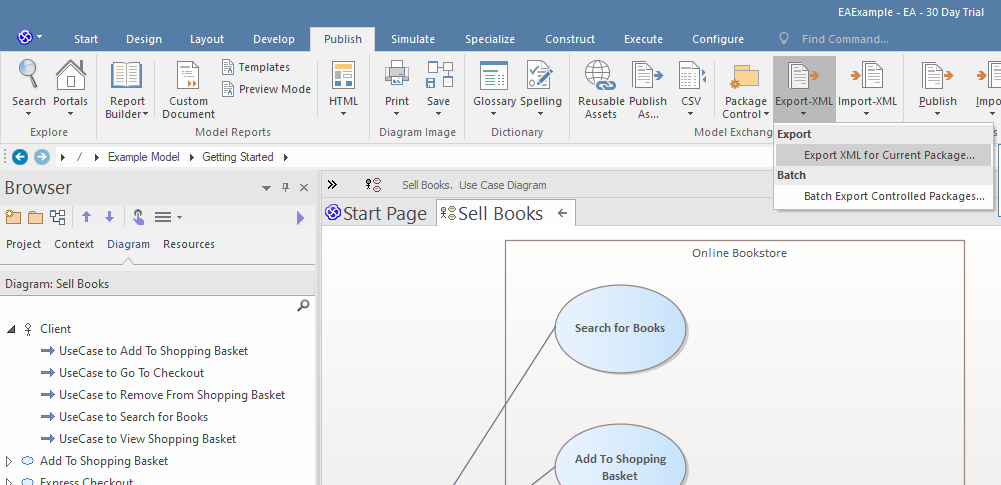 EAExample - EA - 30 Day Trial
Start Design Layout Develop Publish Simulate Specialize Construct Execute Configure Find Command...
Search Portals
Explore
Report Builder
Custom Document
Templates
Preview Mode
Model Reports
HTML
Print Save
Diagram Image
Glossary Spelling
Dictionary
Reusable Assets
Publish As...
CSV
Package Control
Export-XML
Import-XML
Publish
Model Exchang
Export
Export XML for Current Package...
Batch
Batch Export Controlled Packages...
/ Example Model Getting Started
Browser
Project Context Diagram Resources
Diagram: Sell Books
Client
UseCase to Add To Shopping Basket
UseCase to Go To Checkout
UseCase to Remove From Shopping Basket
UseCase to Search for Books
UseCase to View Shopping Basket
Add To Shopping Basket
Express Checkout
Sell Books. Use Case Diagram
Start Page Sell Books
Online Bookstore
Search for Books
Add To Shopping
Basket